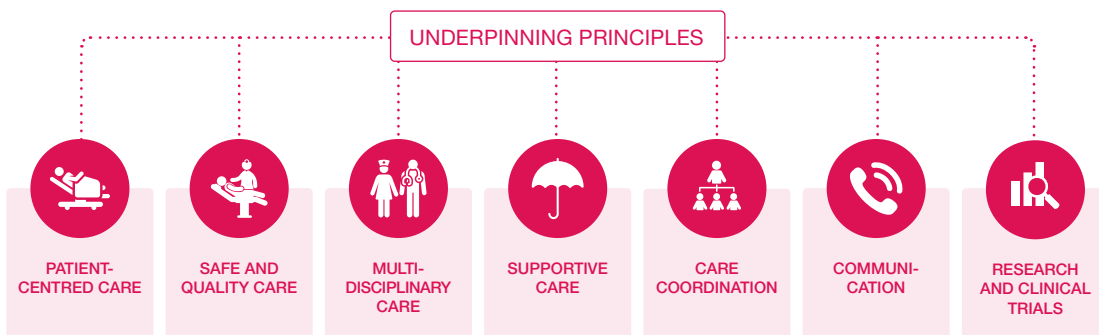 UNDERPINNING PRINCIPLES
PATIENT-
CENTRED CARE
SAFE AND
QUALITY CARE
MULTI-
DISCIPLINARY
CARE
SUPPORTIVE
CARE
CARE
COORDINATION
COMMUNI-
CATION
RESEARCH
AND CLINICAL
TRIALS